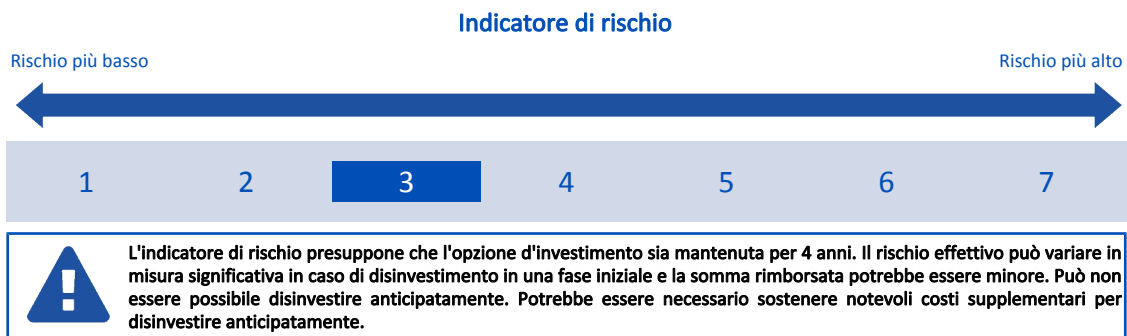 Indicatore di rischio
Rischio più basso
Rischio più alto
1 2 3 4 5 6 7
L'indicatore di rischio presuppone che l'opzione d'investimento sia mantenuta per 4 anni. Il rischio effettivo può variare in
misura significativa in caso di disinvestimento in una fase iniziale e la somma rimborsata potrebbe essere minore. Può non
essere possibile disinvestire anticipatamente. Potrebbe essere necessario sostenere notevoli costi supplementari per
disinvestire anticipatamente.